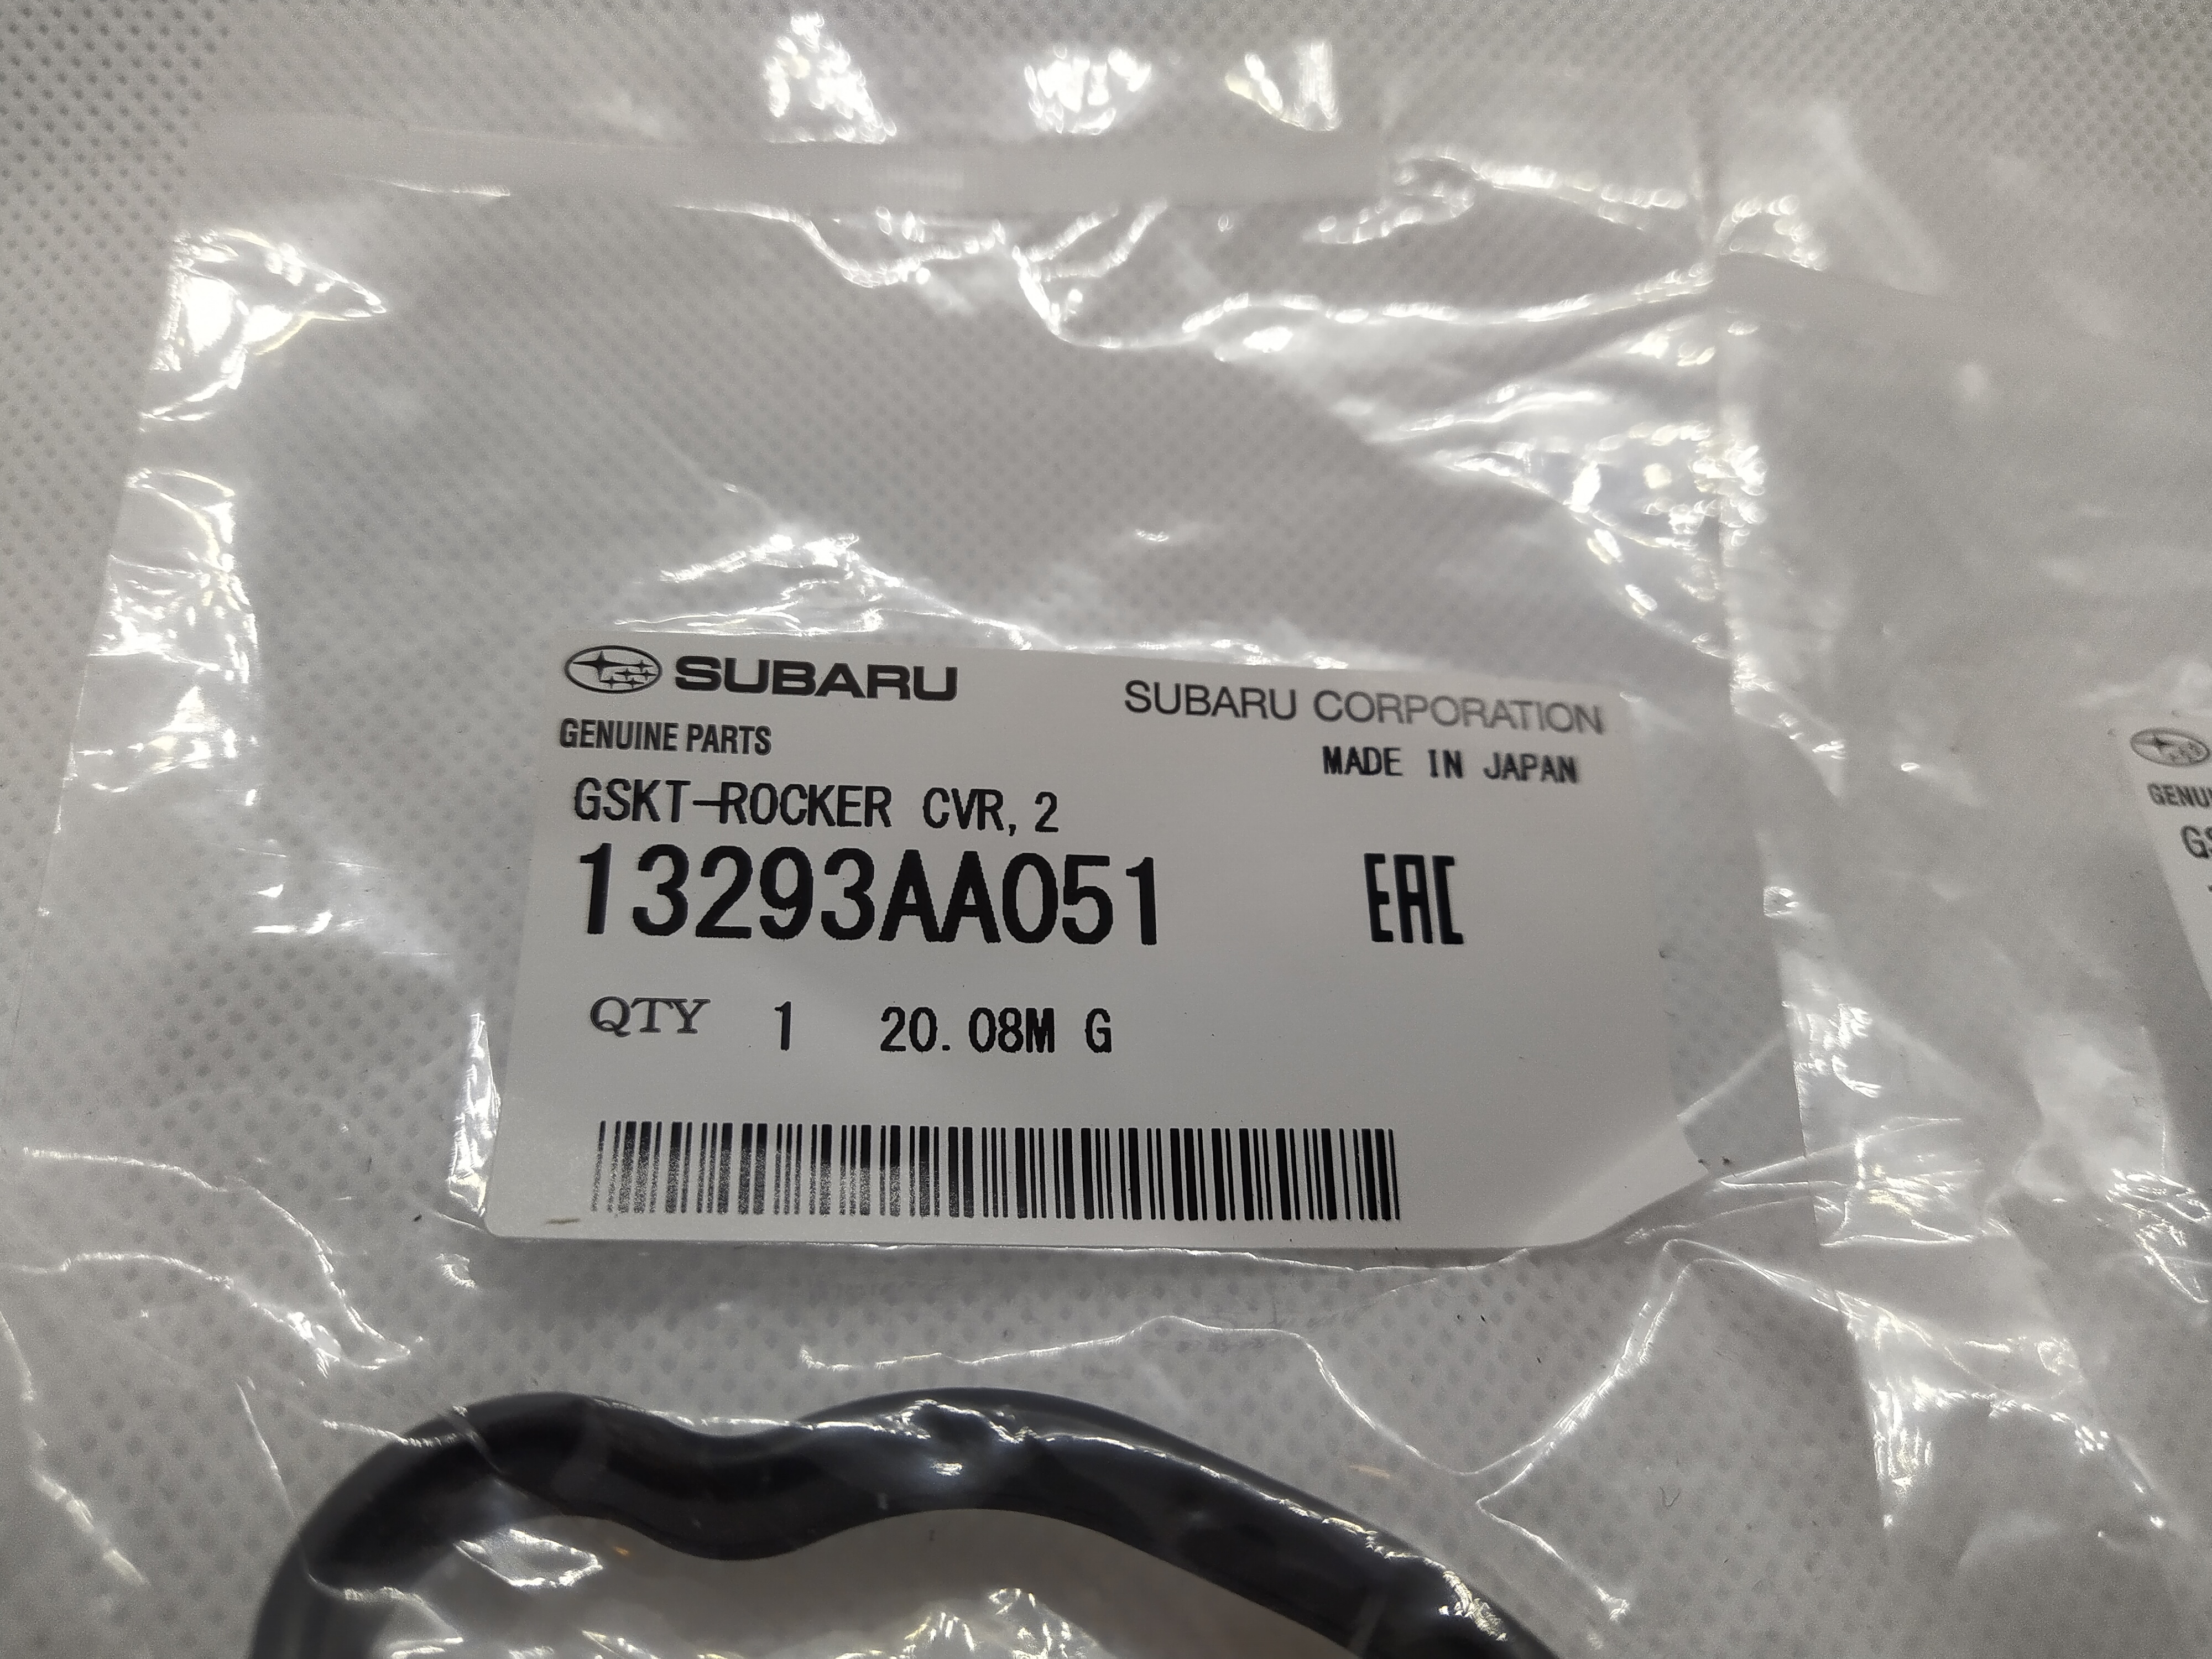 SUBARU
SUBARU CORPORATION
GENUINE PARTS
MADE IN JAPAN
GSKT-ROCKER CVR, 2
13293AA051
EAC
QTY 1 20. 08M G